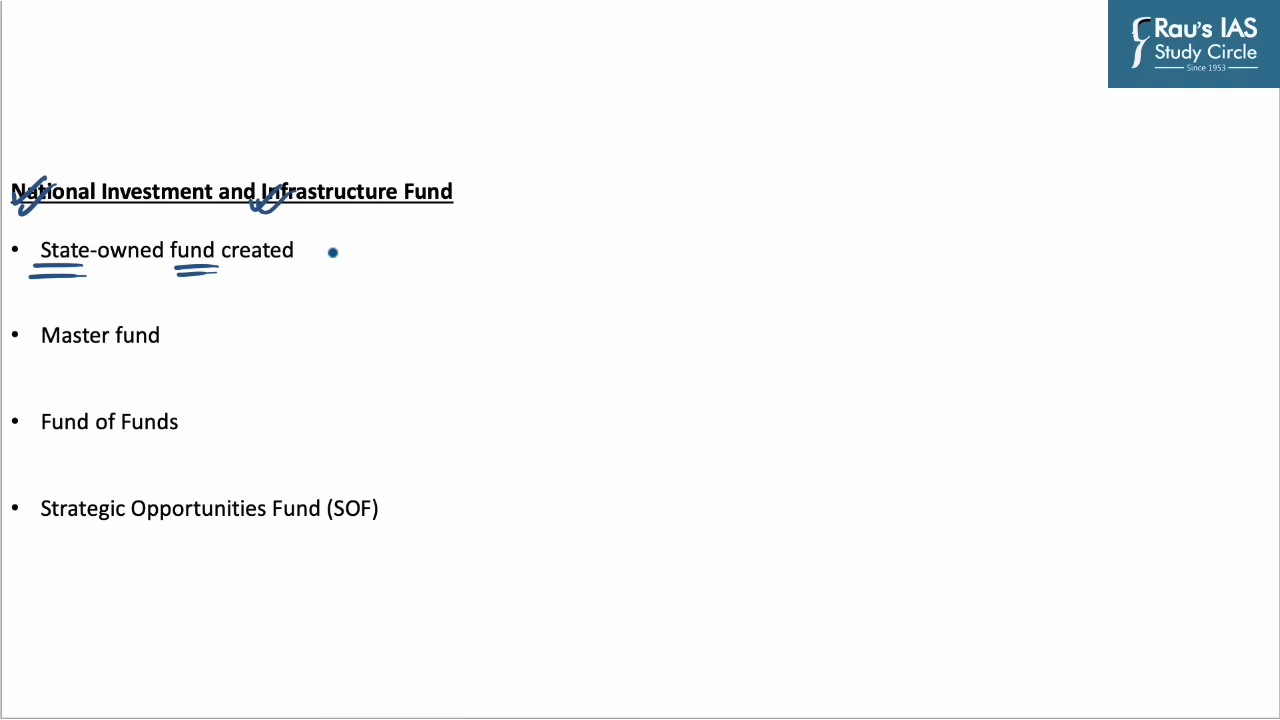 Rau's IAS
Study Circle
Since 1953
National Investment and Infrastructure Fund
• State-owned fund created
• Master fund
• Fund of Funds
• Strategic Opportunities Fund (SOF)